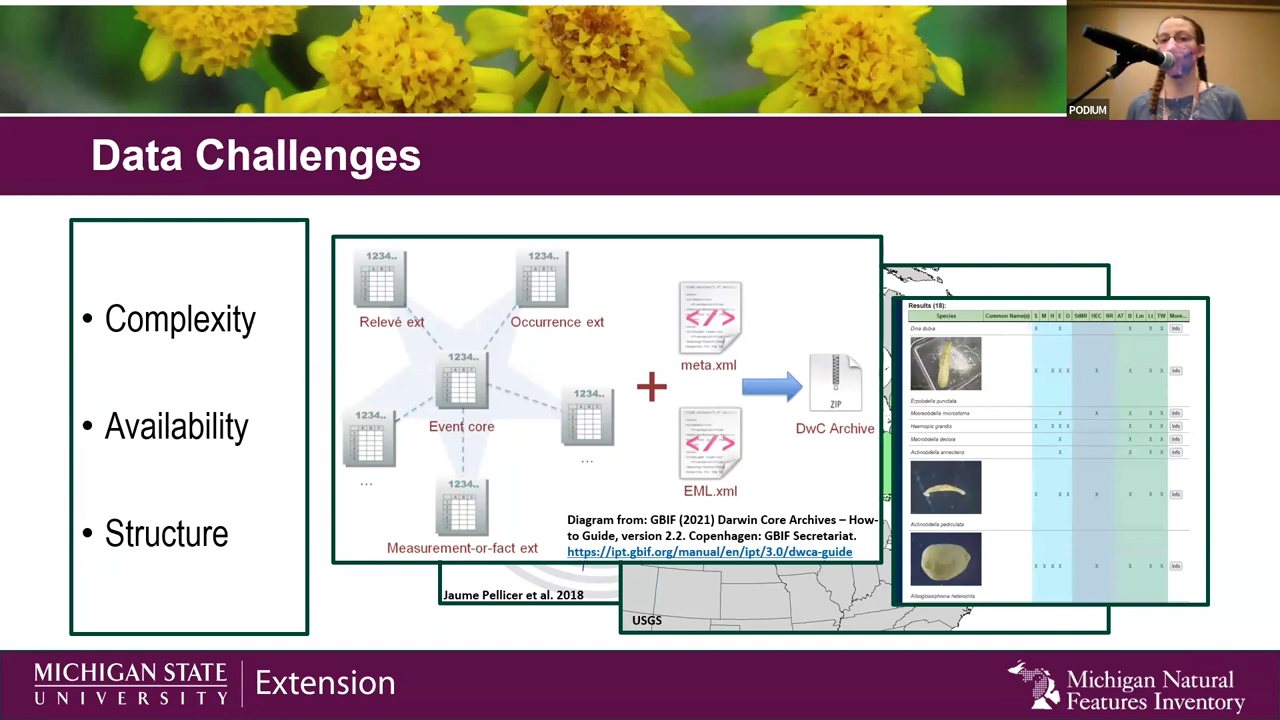 PODIUM
Data Challenges
• Complexity
• Availability
• Structure
1234..
1234..
Relevé ext
Occurrence ext
1234..
Event core
1234..
1234..
...
...
1234..
Measurement-or-fact ext
meta.xml
EML.xml
ZIP
DwC Archive
Diagram from: GBIF (2021) Darwin Core Archives – How-
to Guide, version 2.2. Copenhagen: GBIF Secretariat.
https://ipt.gbif.org/manual/en/ipt/3.0/dwca-guide
Jaume Pellicer et al. 2018
USGS
Results (18):
Species Common Name(s) S M H E O StMR HEC NR AT B Lm Lt TW More...
Dina dubia X X X X X Info
X X X X X X X X Info
Erpobdella punctata
Mooreobdella microstoma X X X X X Info
Haemopis grandis X X X X X X X Info
Macrobdella decora X X X X Info
Actinobdella annectens X X X X Info
X X X X X X Info
Actinobdella pediculata
X X X X X X X X Info
Alboglossiphonia heteroclita
MICHIGAN STATE
UNIVERSITY
Extension
Michigan Natural
Features Inventory